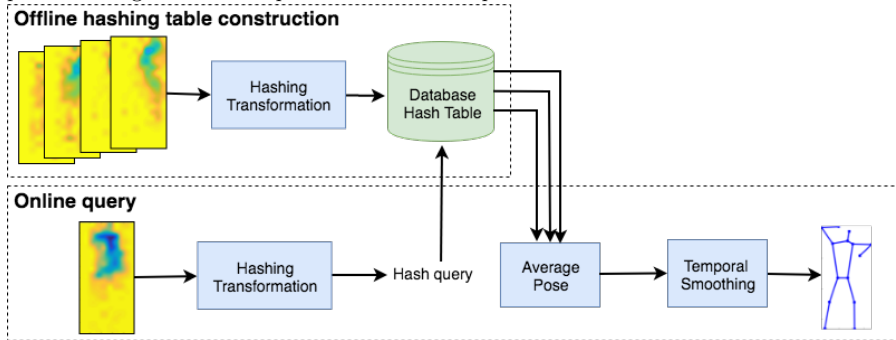 Offline hashing table construction
Hashing
Transformation
Database
Hash Table
Online query
Hashing
Transformation
Hash query
Average
Pose
Temporal
Smoothing